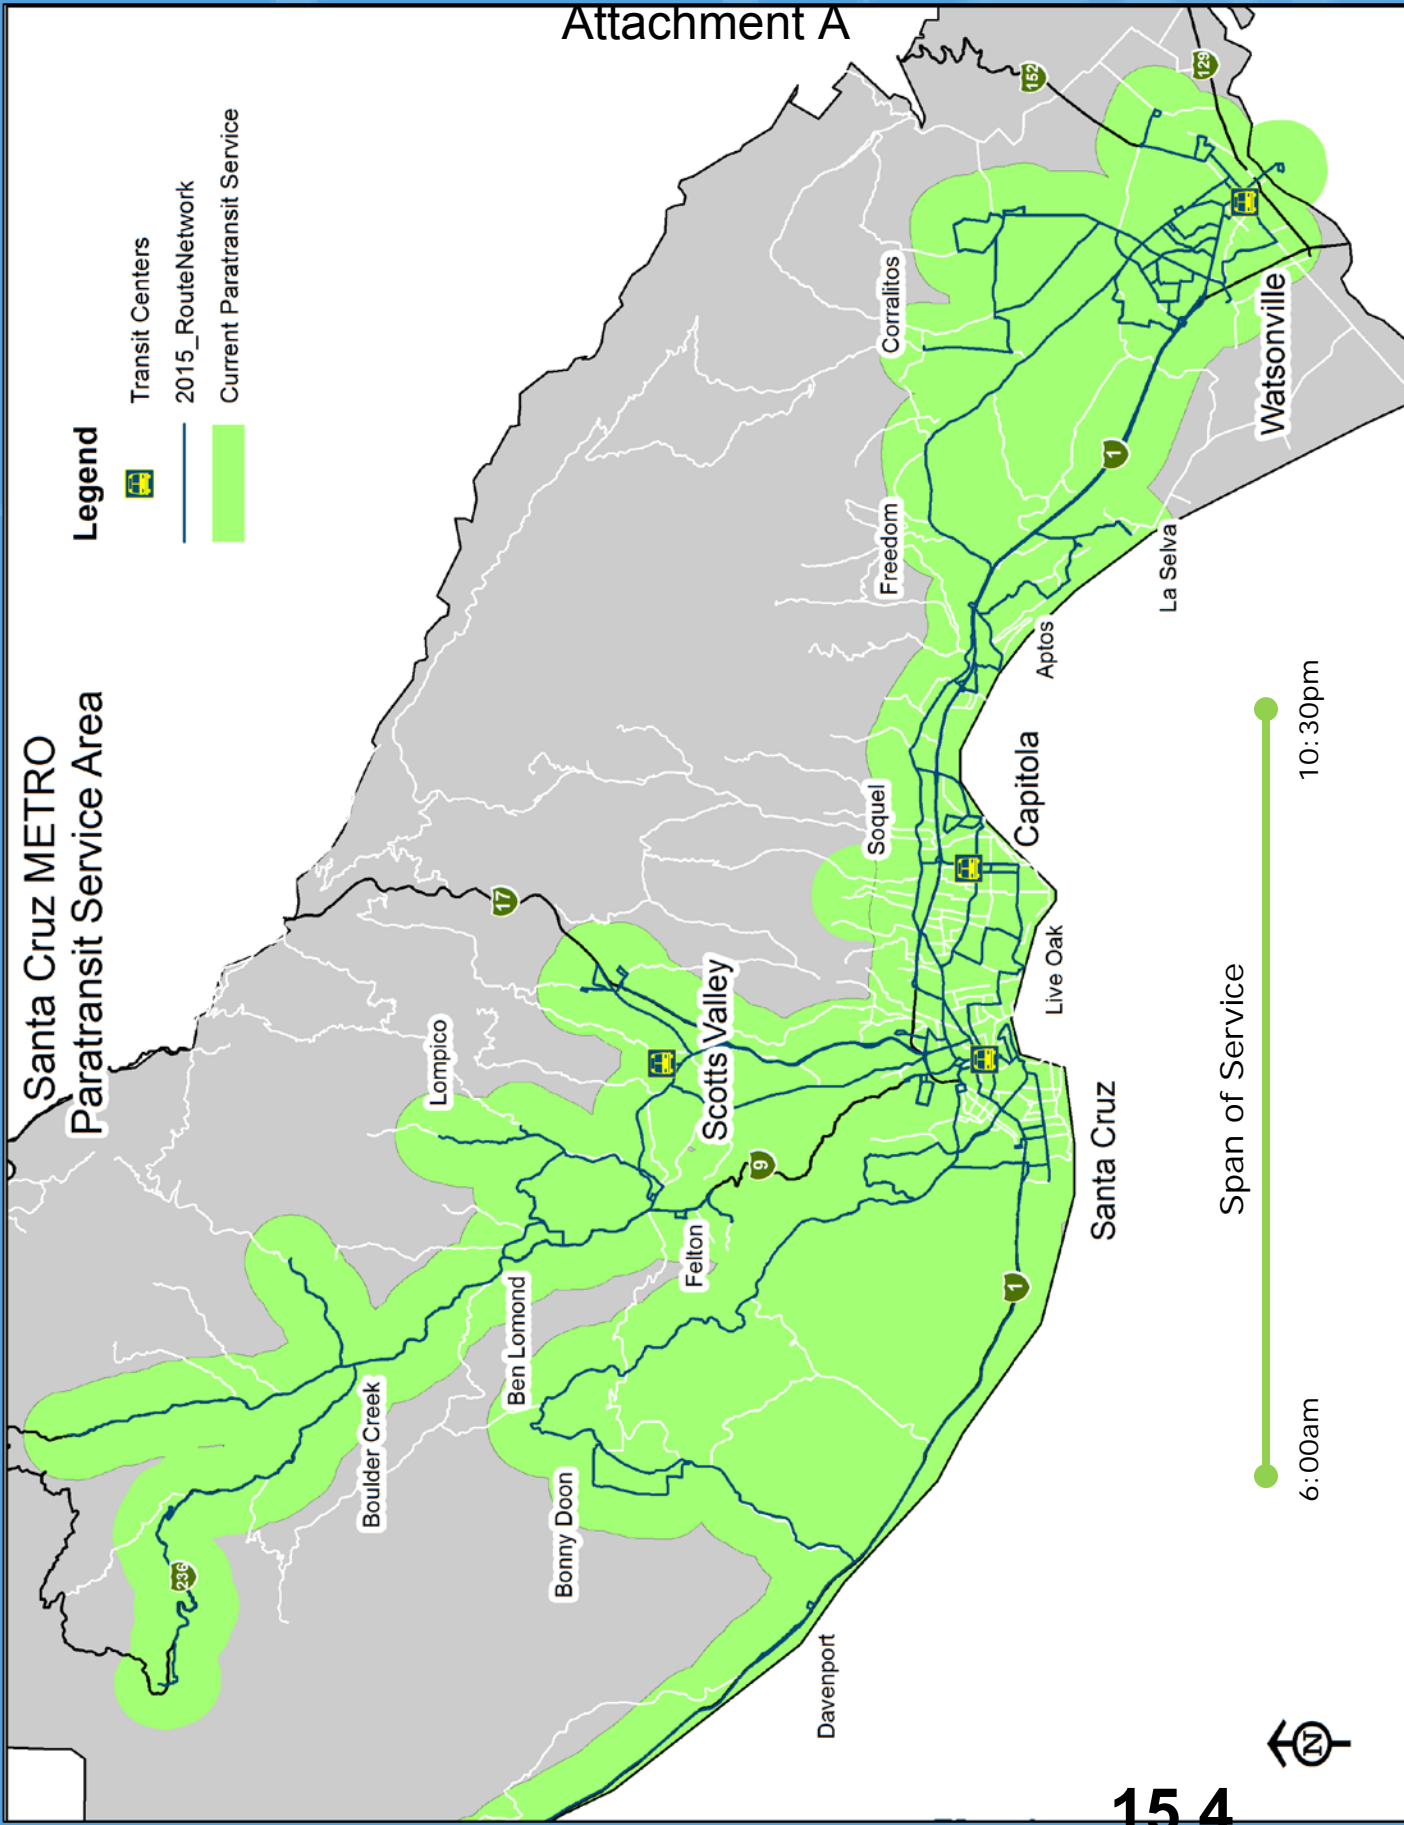 Attachment A
Santa Cruz METRO
Paratransit Service Area
Legend
Transit Centers
2015_RouteNetwork
Current Paratransit Service
236
Boulder Creek
Lompico
17
Ben Lomond
Bonny Doon
Felton
Scotts Valley
9
Davenport
1
Santa Cruz
Live Oak
Soquel
Capitola
Aptos
Freedom
La Selva
Corralitos
1
Watsonville
152
129
Span of Service
6:00am
10:30pm
N
15.4